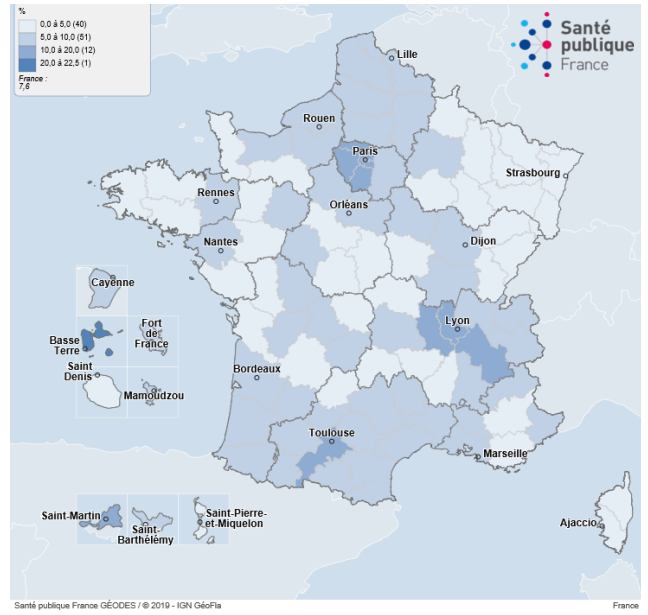 %
0,0 à 5,0 (40)
5,0 à 10,0 (51)
10,0 à 20,0 (12)
20,0 à 22,5 (1)
France :
7,6
Santé
publique
France
Lille
Rouen
Paris
Strasbourg
Rennes
Orléans
Nantes
Dijon
Cayenne
Lyon
Basse
Terre
Fort
de
France
Saint
Denis
Mamoudzou
Bordeaux
Toulouse
Marseille
Saint-Martin
Saint-
Barthélémy
Saint-Pierre-
et-Miquelon
Ajaccio
Santé publique France GÉODES / © 2019 - IGN GéoFla
France